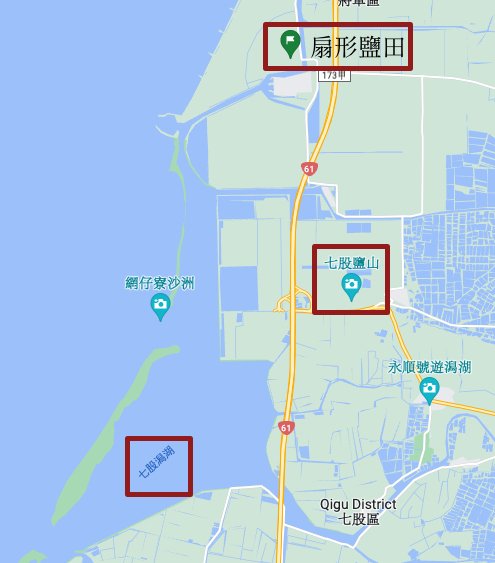 將軍區
扇形鹽田
173甲
61
七股鹽山
網仔寮沙洲
永順號遊潟湖
61
七股潟湖
Qigu District
七股區